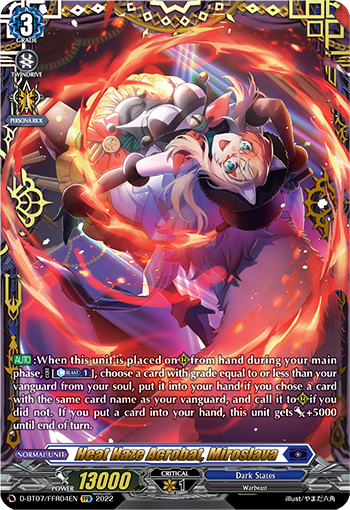 3
GRADE
TWINDRIVE
PERSONA RIDE
AUTO:When this unit is placed on from hand during your main
phase, COST [BLAST 1], choose a card with grade equal to or less than your
vanguard from your soul, put it into your hand if you chose a card
with the same card name as your vanguard, and call it to if you
did not. If you put a card into your hand, this unit gets +5000
until end of turn.
NORMAL UNIT
Heat Haze Acrobat, Miroslava
POWER 13000
CRITICAL
1
Dark States
Warbeast
D-BT07/FFR04EN 2022
illust/やまだ六角